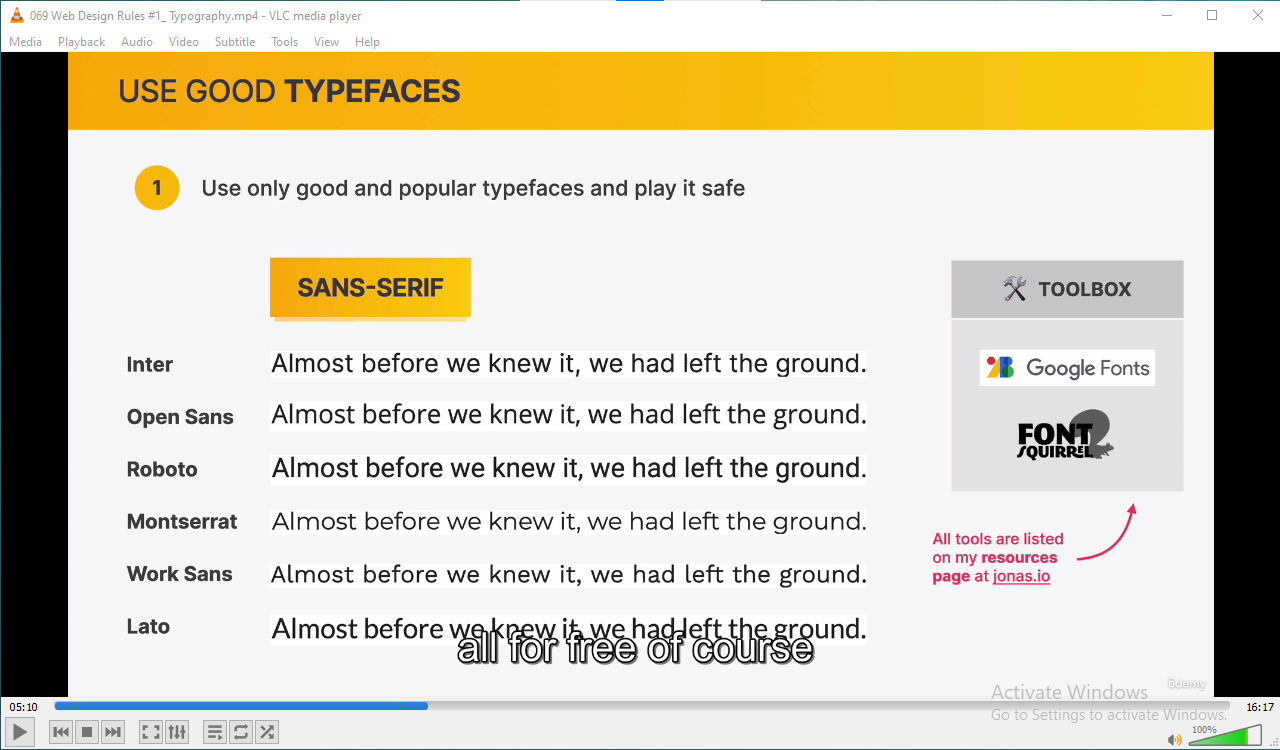 069 Web Design Rules #1_ Typography.mp4 - VLC media player
Media Playback Audio Video Subtitle Tools View Help
USE GOOD TYPEFACES
1 Use only good and popular typefaces and play it safe
SANS-SERIF
TOOLBOX
Inter Almost before we knew it, we had left the ground.
Open Sans Almost before we knew it, we had left the ground.
Roboto Almost before we knew it, we had left the ground.
Montserrat Almost before we knew it, we had left the ground.
Work Sans Almost before we knew it, we had left the ground.
Lato Almost before we knew it, we had left the ground.
Google Fonts
FONT
SQUIRREL
All tools are listed
on my resources
page at jonas.io
all for free of course
Udemy
Activate Windows
Go to Settings to activate Windows.
05:10 16:17
100%